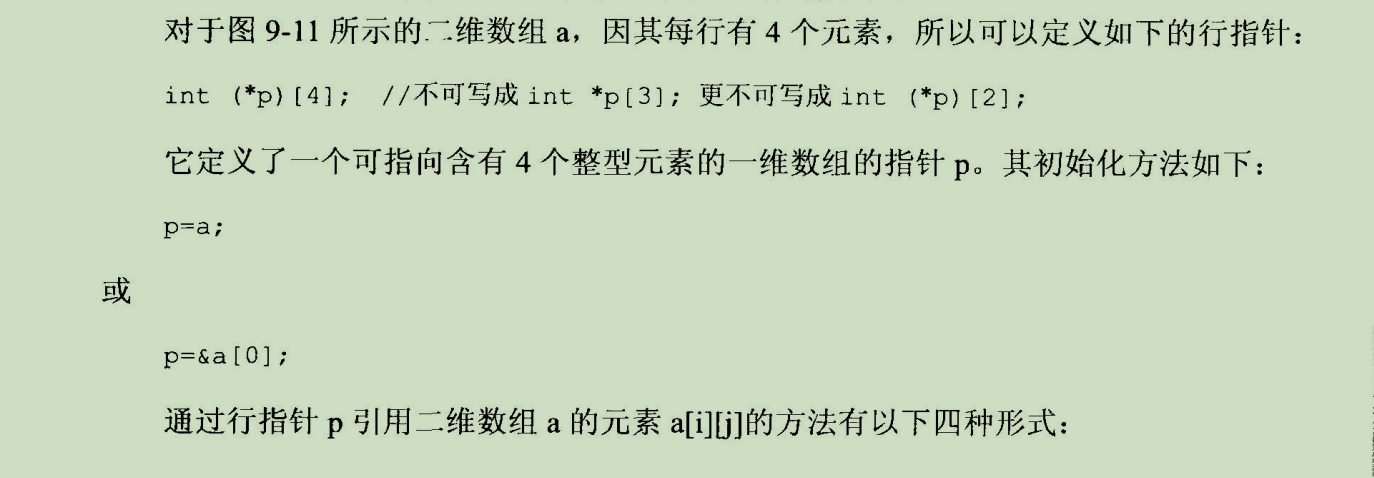 对于图 9-11 所示的二维数组 a，因其每行有 4 个元素，所以可以定义如下的行指针：
int (*p)[4]; //不可写成 int *p[3]; 更不可写成 int (*p)[2];
它定义了一个可指向含有 4 个整型元素的一维数组的指针 p。其初始化方法如下：
p=a;
或
p=&a[0];
通过行指针 p 引用二维数组 a 的元素 a[i][j]的方法有以下四种形式：